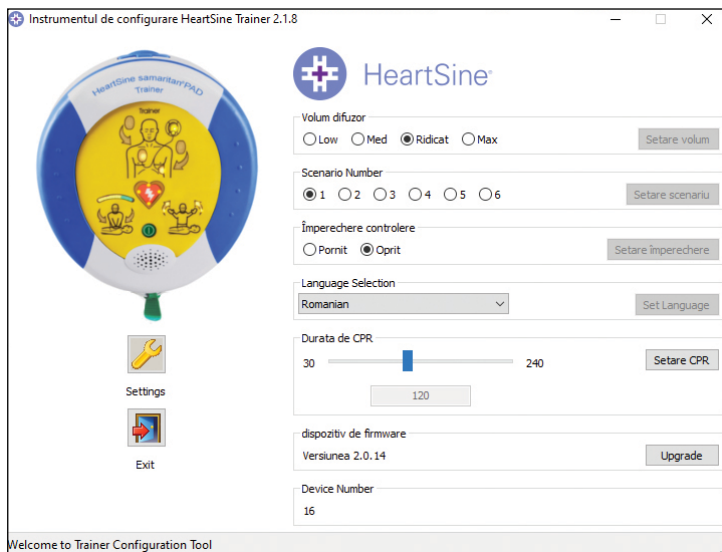 Instrumentul de configurare HeartSine Trainer 2.1.8
HeartSine samaritan PAD
Trainer
Trainer
HeartSine
Volum difuzor
Low Med Ridicat Max Setare volum
Scenario Number
1 2 3 4 5 6 Setare scenariu
Împerechere controlere
Pornit Oprit Setare împerechere
Language Selection
Romanian Set Language
Durata de CPR
30 240 Setare CPR
120
Settings
dispozitiv de firmware
Versiunea 2.0.14 Upgrade
Exit
Device Number
16
Welcome to Trainer Configuration Tool